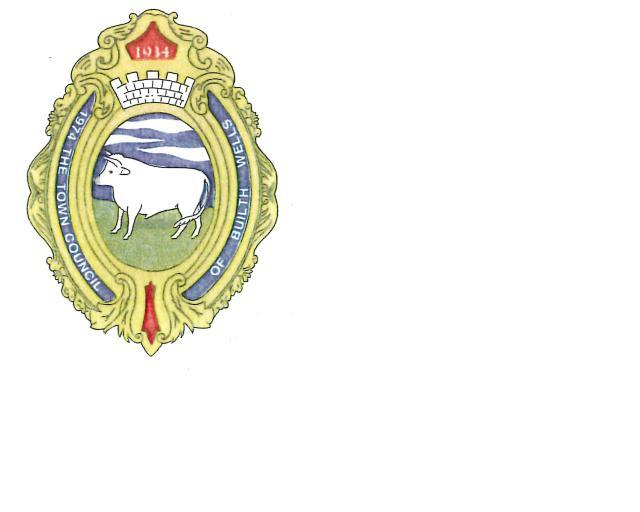 1934
1974 THE TOWN COUNCIL
OF BUILTH WELLS